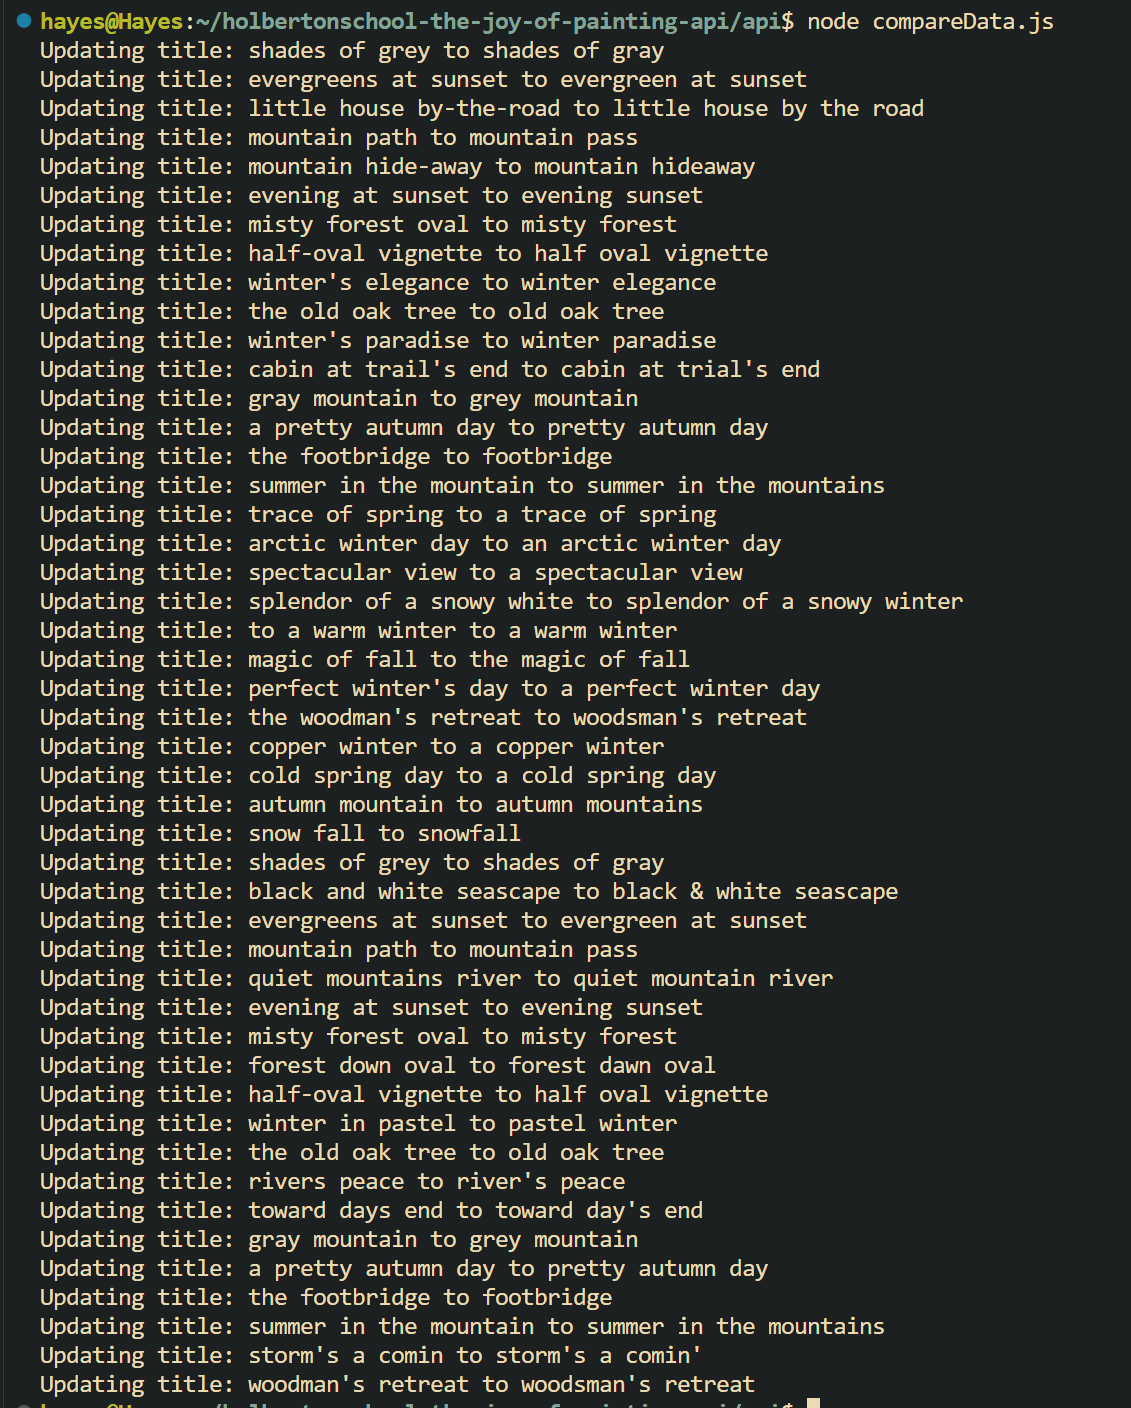 hayes@Hayes:~/holbertonschool-the-joy-of-painting-api/api$ node compareData.js
Updating title: shades of grey to shades of gray
Updating title: evergreens at sunset to evergreen at sunset
Updating title: little house by-the-road to little house by the road
Updating title: mountain path to mountain pass
Updating title: mountain hide-away to mountain hideaway
Updating title: evening at sunset to evening sunset
Updating title: misty forest oval to misty forest
Updating title: half-oval vignette to half oval vignette
Updating title: winter's elegance to winter elegance
Updating title: the old oak tree to old oak tree
Updating title: winter's paradise to winter paradise
Updating title: cabin at trail's end to cabin at trial's end
Updating title: gray mountain to grey mountain
Updating title: a pretty autumn day to pretty autumn day
Updating title: the footbridge to footbridge
Updating title: summer in the mountain to summer in the mountains
Updating title: trace of spring to a trace of spring
Updating title: arctic winter day to an arctic winter day
Updating title: spectacular view to a spectacular view
Updating title: splendor of a snowy white to splendor of a snowy winter
Updating title: to a warm winter to a warm winter
Updating title: magic of fall to the magic of fall
Updating title: perfect winter's day to a perfect winter day
Updating title: the woodman's retreat to woodsman's retreat
Updating title: copper winter to a copper winter
Updating title: cold spring day to a cold spring day
Updating title: autumn mountain to autumn mountains
Updating title: snow fall to snowfall
Updating title: shades of grey to shades of gray
Updating title: black and white seascape to black & white seascape
Updating title: evergreens at sunset to evergreen at sunset
Updating title: mountain path to mountain pass
Updating title: quiet mountains river to quiet mountain river
Updating title: evening at sunset to evening sunset
Updating title: misty forest oval to misty forest
Updating title: forest down oval to forest dawn oval
Updating title: half-oval vignette to half oval vignette
Updating title: winter in pastel to pastel winter
Updating title: the old oak tree to old oak tree
Updating title: rivers peace to river's peace
Updating title: toward days end to toward day's end
Updating title: gray mountain to grey mountain
Updating title: a pretty autumn day to pretty autumn day
Updating title: the footbridge to footbridge
Updating title: summer in the mountain to summer in the mountains
Updating title: storm's a comin to storm's a comin'
Updating title: woodman's retreat to woodsman's retreat